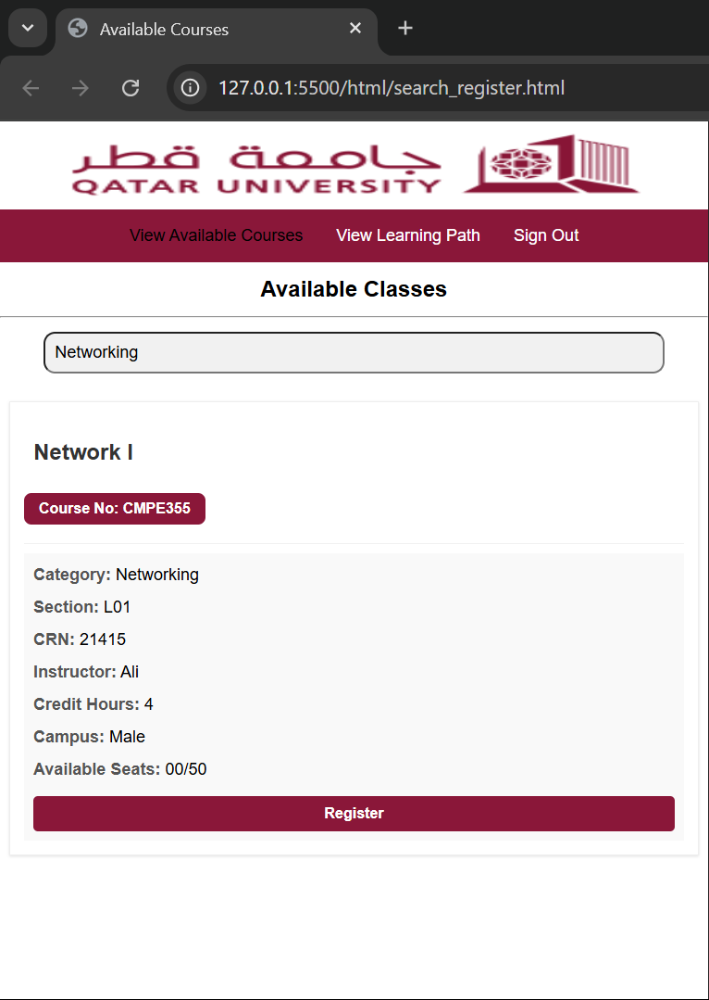 Available Courses
127.0.0.1:5500/html/search_register.html
جامعة قطر
QATAR UNIVERSITY
View Available Courses View Learning Path Sign Out
Available Classes
Networking
Network I
Course No: CMPE355
Category: Networking
Section: L01
CRN: 21415
Instructor: Ali
Credit Hours: 4
Campus: Male
Available Seats: 00/50
Register